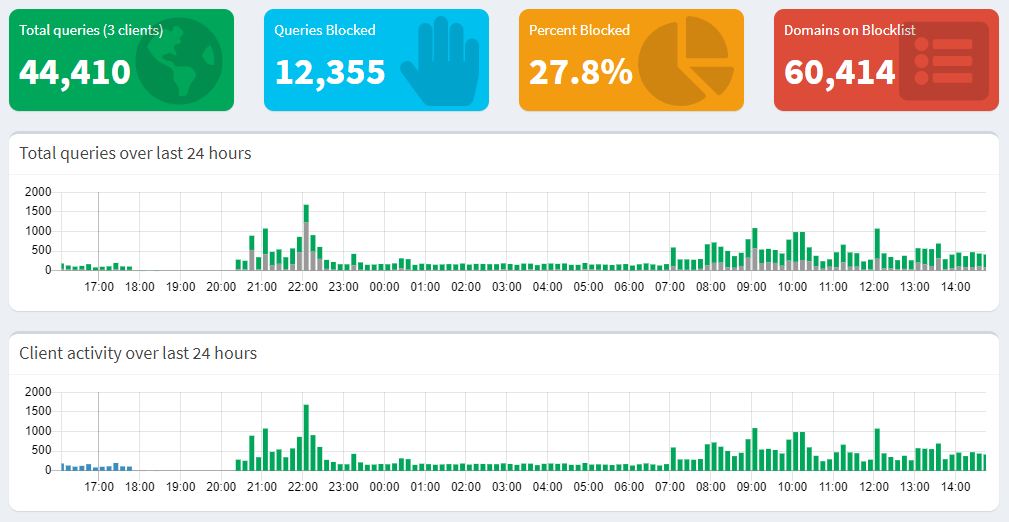 Total queries (3 clients)
44,410
Queries Blocked
12,355
Percent Blocked
27.8%
Domains on Blocklist
60,414
Total queries over last 24 hours
2000
1500
1000
500
0
17:00 18:00 19:00 20:00 21:00 22:00 23:00 00:00 01:00 02:00 03:00 04:00 05:00 06:00 07:00 08:00 09:00 10:00 11:00 12:00 13:00 14:00
Client activity over last 24 hours
2000
1500
1000
500
0
17:00 18:00 19:00 20:00 21:00 22:00 23:00 00:00 01:00 02:00 03:00 04:00 05:00 06:00 07:00 08:00 09:00 10:00 11:00 12:00 13:00 14:00